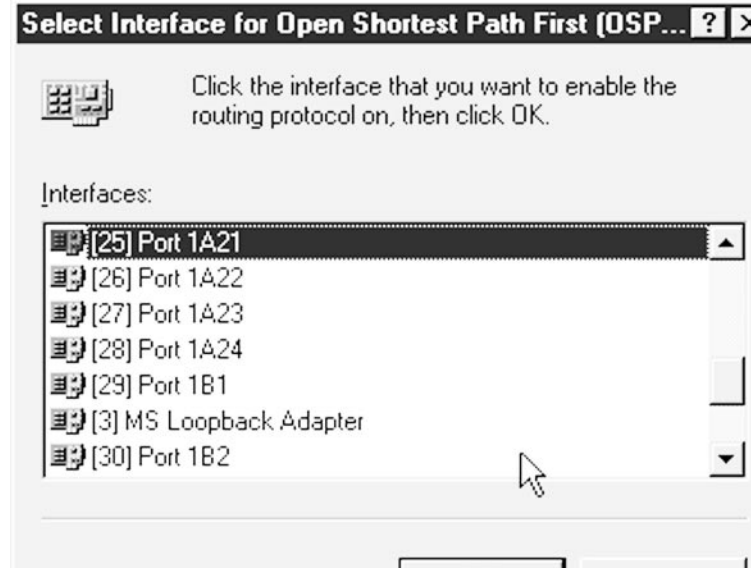 Select Interface for Open Shortest Path First (OSP...
Click the interface that you want to enable the
routing protocol on, then click OK.
Interfaces:
[25] Port 1A21
[26] Port 1A22
[27] Port 1A23
[28] Port 1A24
[29] Port 1B1
[3] MS Loopback Adapter
[30] Port 1B2